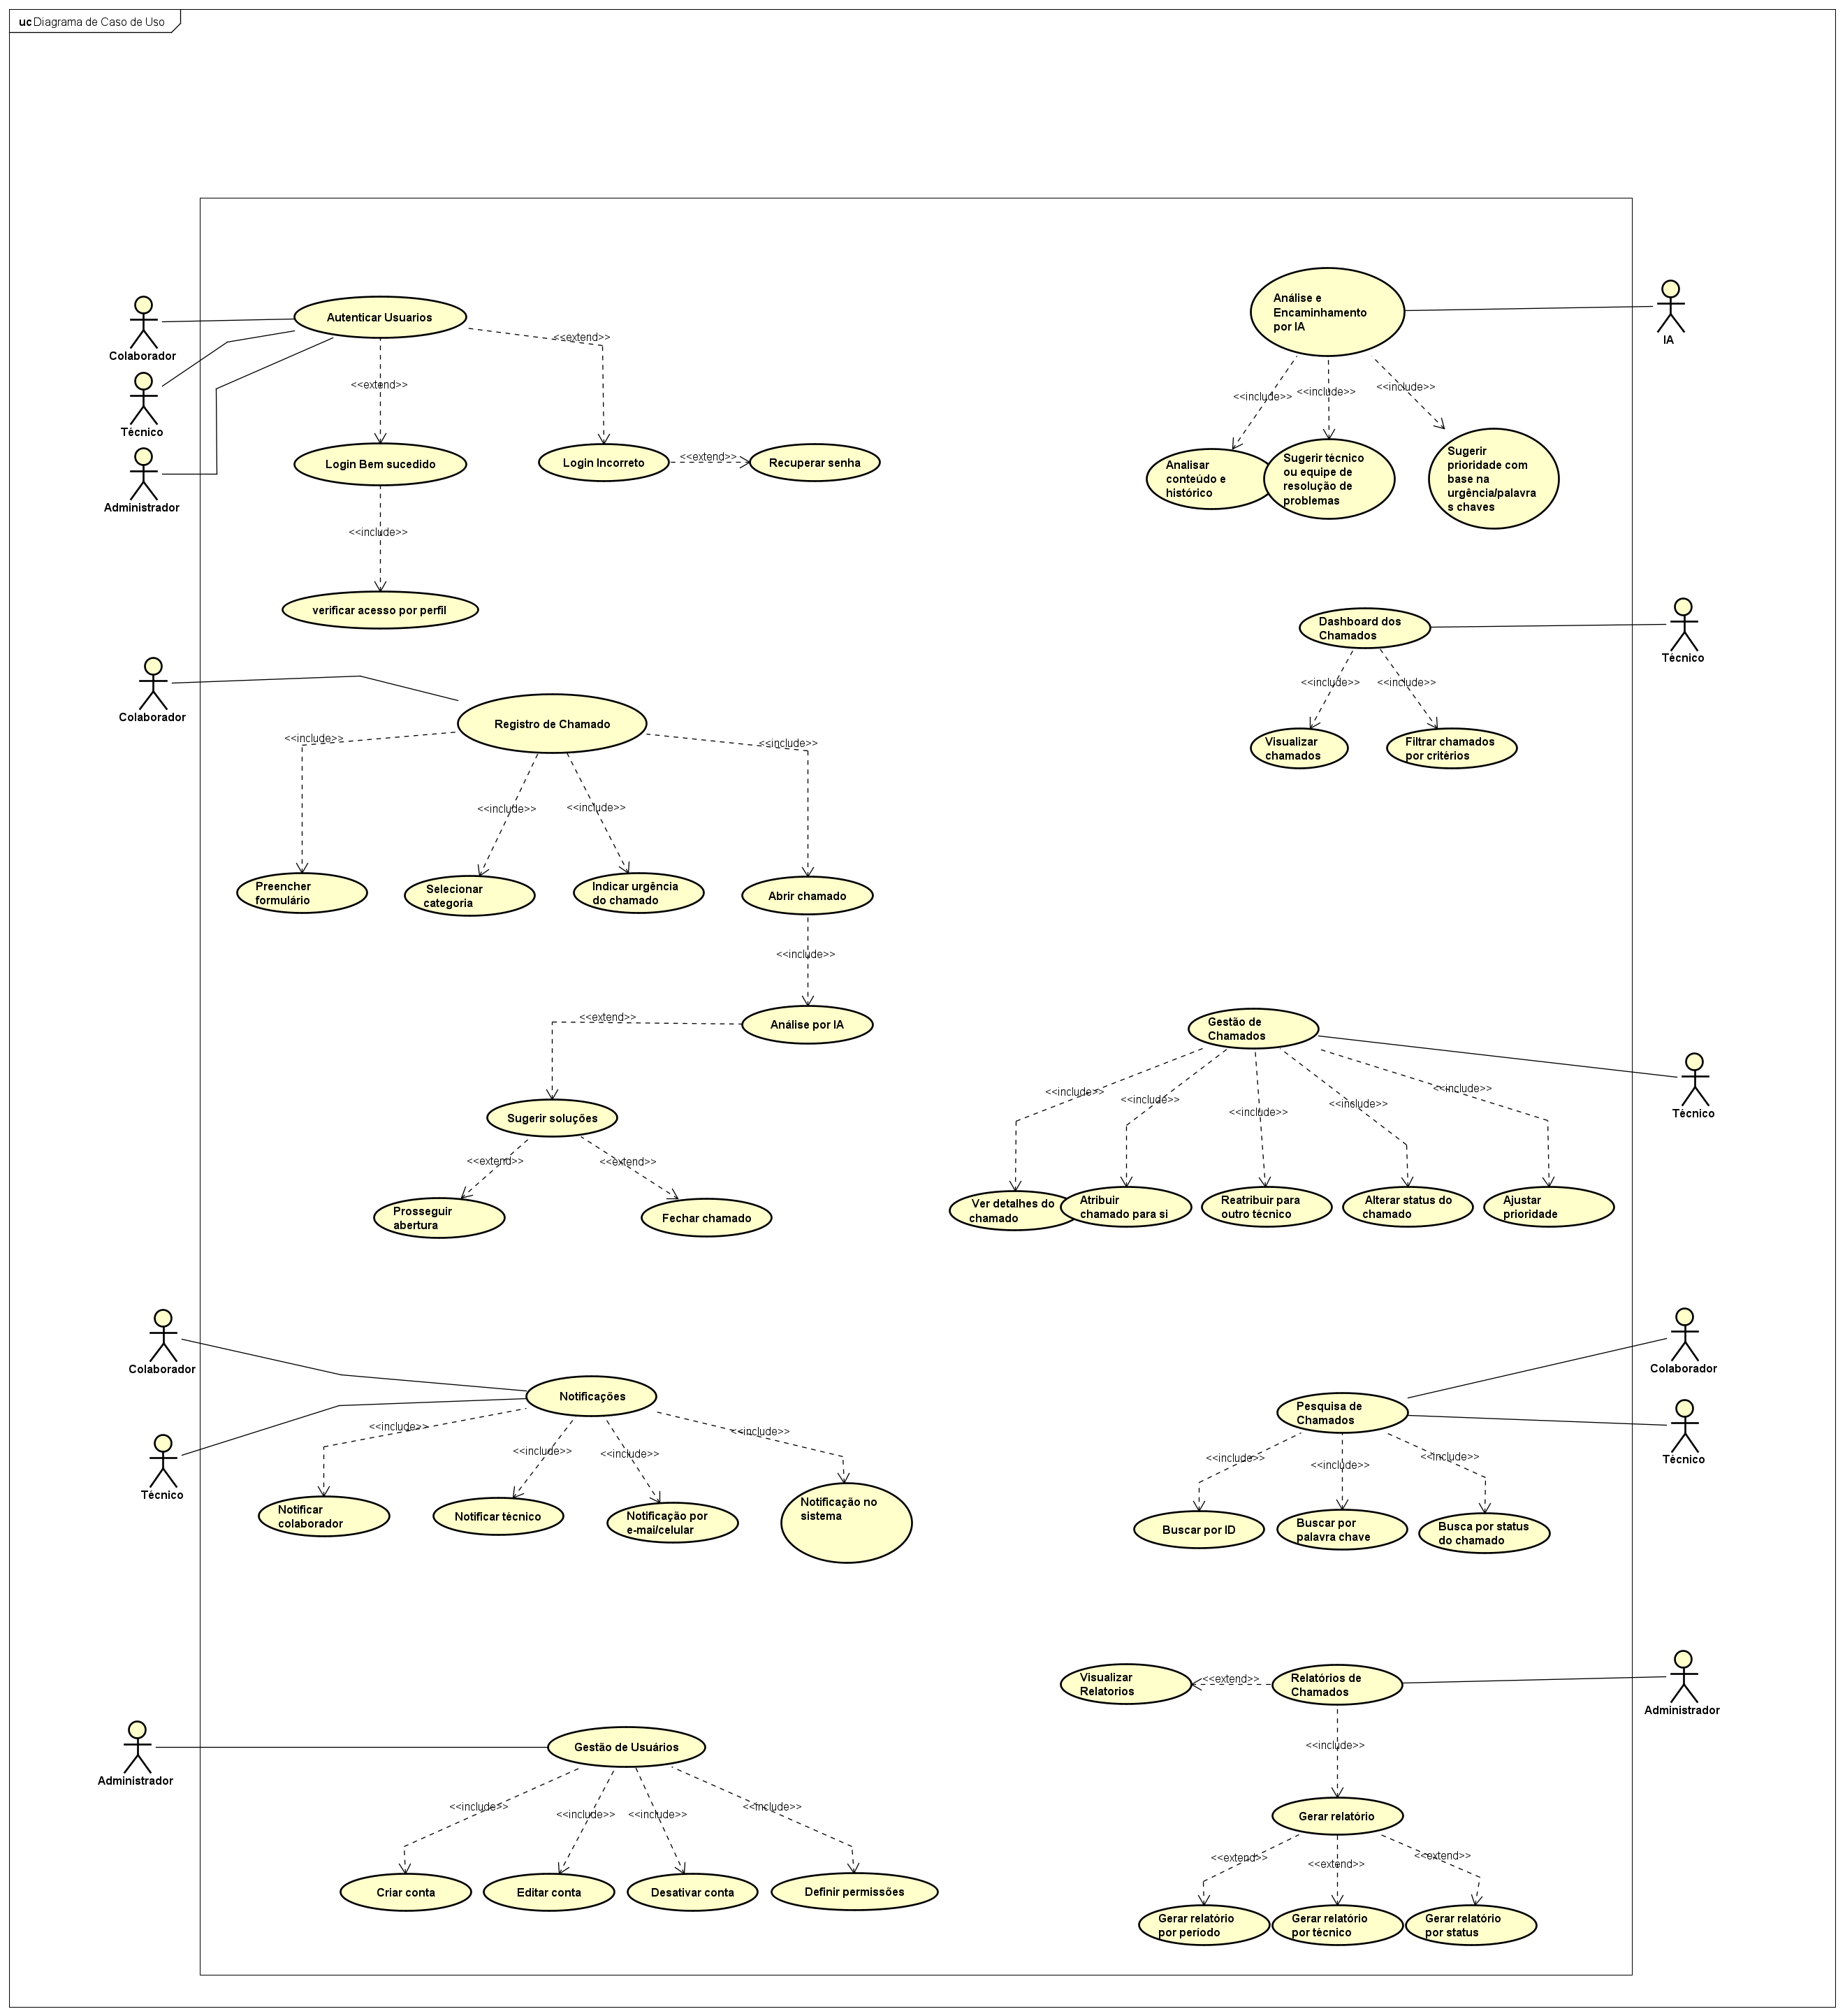 uc Diagrama de Caso de Uso
Colaborador
Técnico
Administrador
Autenticar Usuarios
<<extend>>
<<extend>>
Login Bem sucedido
Login Incorreto
<<extend>>
Recuperar senha
<<include>>
verificar acesso por perfil
Análise e
Encaminhamento
por IA
IA
<<include>>
<<include>>
<<include>>
Analisar
conteúdo e
histórico
Sugerir técnico
ou equipe de
resolução de
problemas
Sugerir
prioridade com
base na
urgência/palavra
s chaves
Dashboard dos
Chamados
Técnico
<<include>>
<<include>>
Visualizar
chamados
Filtrar chamados
por critérios
Colaborador
Registro de Chamado
<<include>>
<<include>>
<<include>>
<<include>>
Preencher
formulário
Selecionar
categoria
Indicar urgência
do chamado
Abrir chamado
<<include>>
Análise por IA
<<extend>>
Sugerir soluções
<<extend>>
<<extend>>
Prosseguir
abertura
Fechar chamado
Gestão de
Chamados
Técnico
<<include>>
<<include>>
<<include>>
<<include>>
<<include>>
Ver detalhes do
chamado
Atribuir
chamado para si
Reatribuir para
outro técnico
Alterar status do
chamado
Ajustar
prioridade
Colaborador
Técnico
Notificações
<<include>>
<<include>>
<<include>>
<<include>>
Notificar
colaborador
Notificar técnico
Notificação por
e-mai/celular
Notificação no
sistema
Colaborador
Técnico
Pesquisa de
Chamados
<<include>>
<<include>>
<<include>>
Buscar por ID
Buscar por
palavra chave
Busca por status
do chamado
Administrador
Relatórios de
Chamados
<<extend>>
Visualizar
Relatorios
<<include>>
Gerar relatório
<<extend>>
<<extend>>
<<extend>>
Gerar relatório
por período
Gerar relatório
por técnico
Gerar relatório
por status
Administrador
Gestão de Usuários
<<include>>
<<include>>
<<include>>
<<include>>
Criar conta
Editar conta
Desativar conta
Definir permissões